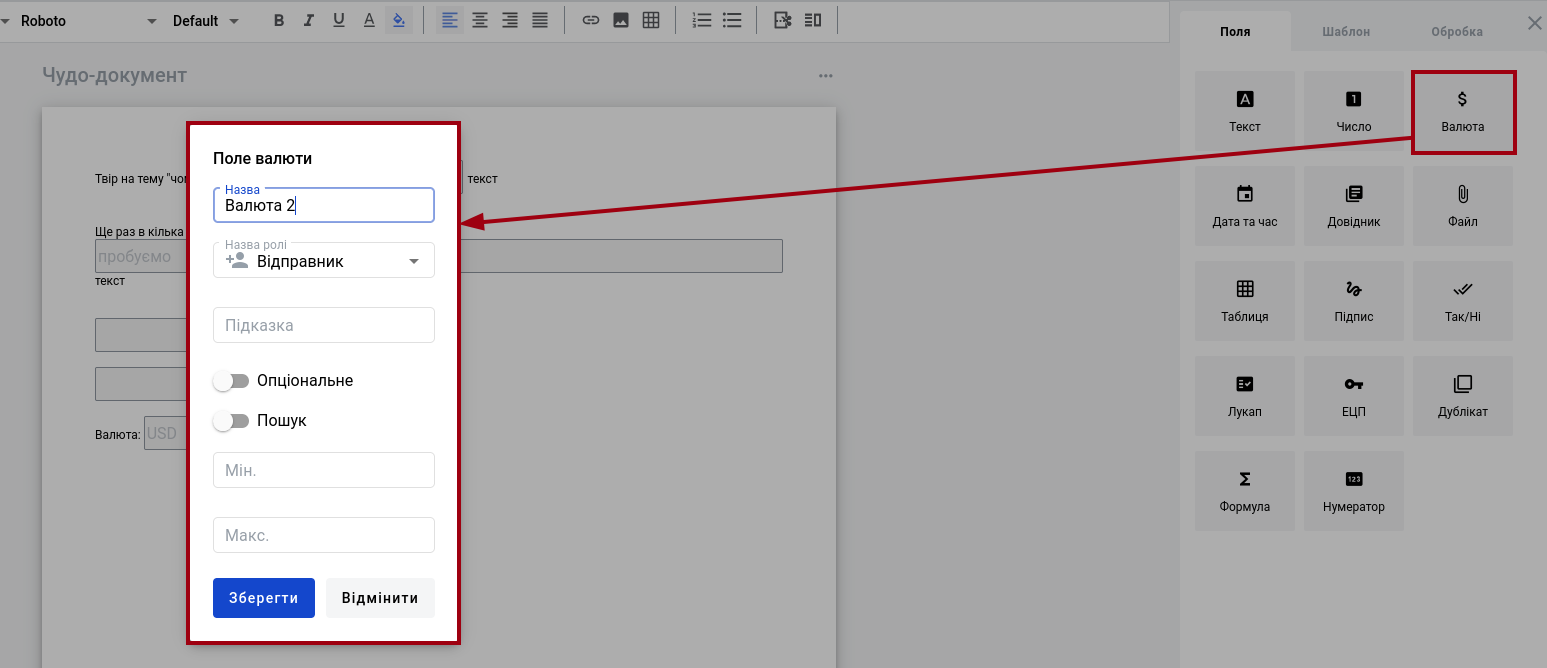 Roboto Default B I U A
Поля Шаблон Обробка
Чудо-документ
Текст Число Валюта
Твір на тему "чо текст
Поле валюти
Назва
Валюта 2
Ще раз в кілька
пробуємо
текст
Назва ролі
Відправник
Дата та час Довідник Файл
Підказка
Таблиця Підпис Так/Ні
Опціональне
Пошук
Лукап ЕЦП Дублікат
Валюта: USD
Мін.
Формула Нумератор
Макс.
Зберегти Відмінити